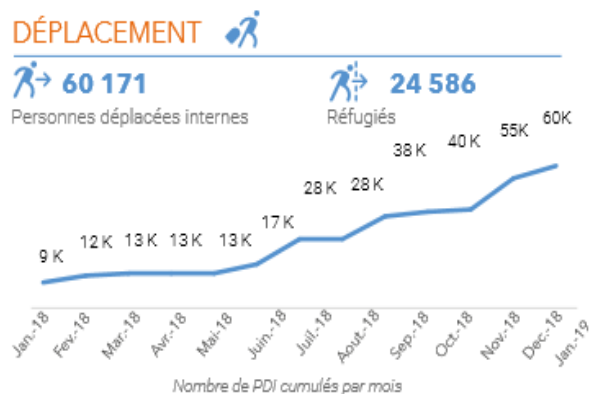 DÉPLACEMENT
60 171
24 586
Personnes déplacées internes
Réfugiés
9 K
12 K
13 K
13 K
13 K
17 K
28 K
28 K
38 K
40 K
55K
60K
Jan.-18
Fev.-18
Mar.-18
Avr.-18
Mai-18
Juin.-18
Juil.-18
Aout.-18
Sep.-18
Oct.-18
Nov.-18
Dec.-18
Jan.-19
Nombre de PDI cumulés par mois